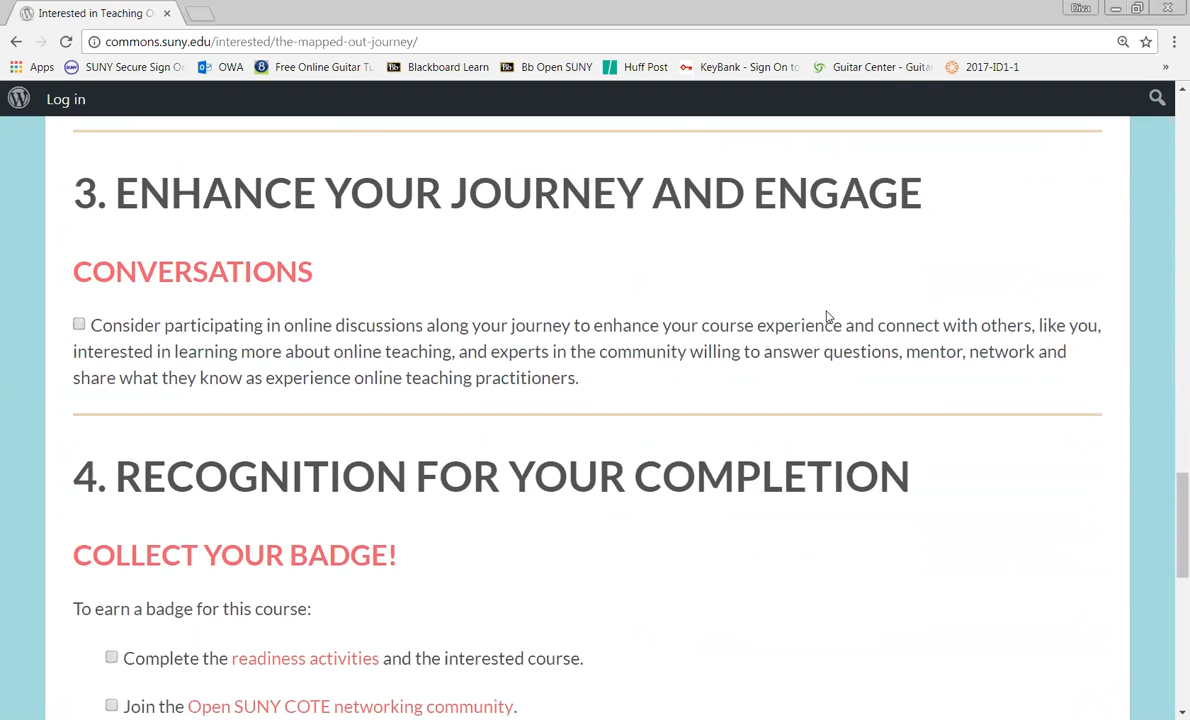 Interested in Teaching O
Diva
commons.suny.edu/interested/the-mapped-out-journey/
Apps SUNY Secure Sign On OWA Free Online Guitar Tu Blackboard Learn Bb Open SUNY Huff Post KeyBank - Sign On to Guitar Center - Guita 2017-ID1-1 »
Log in
3. ENHANCE YOUR JOURNEY AND ENGAGE
CONVERSATIONS
Consider participating in online discussions along your journey to enhance your course experience and connect with others, like you,
interested in learning more about online teaching, and experts in the community willing to answer questions, mentor, network and
share what they know as experience online teaching practitioners.
4. RECOGNITION FOR YOUR COMPLETION
COLLECT YOUR BADGE!
To earn a badge for this course:
Complete the readiness activities and the interested course.
Join the Open SUNY COTE networking community.